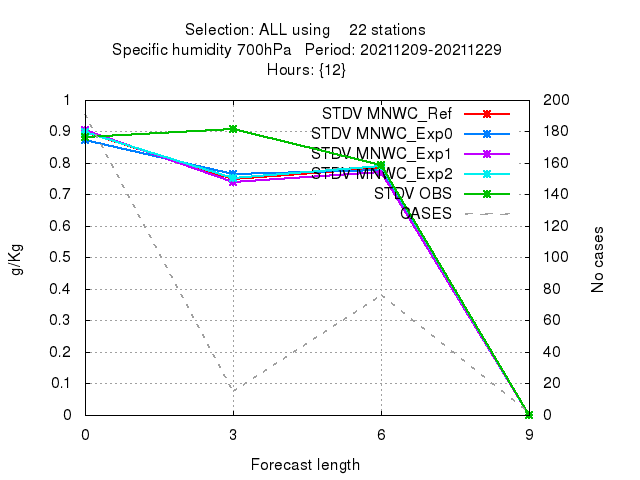 Selection: ALL using    22 stations
Specific humidity 700hPa   Period: 20211209-20211229
Hours: {12}
STDV MNWC_Ref
STDV MNWC_Exp0
STDV MNWC_Exp1
STDV MNWC_Exp2
STDV OBS
CASES
1
0.9
0.8
0.7
0.6
0.5
0.4
0.3
0.2
0.1
0
g/Kg
200
180
160
140
120
100
80
60
40
20
0
No cases
0 3 6 9
Forecast length